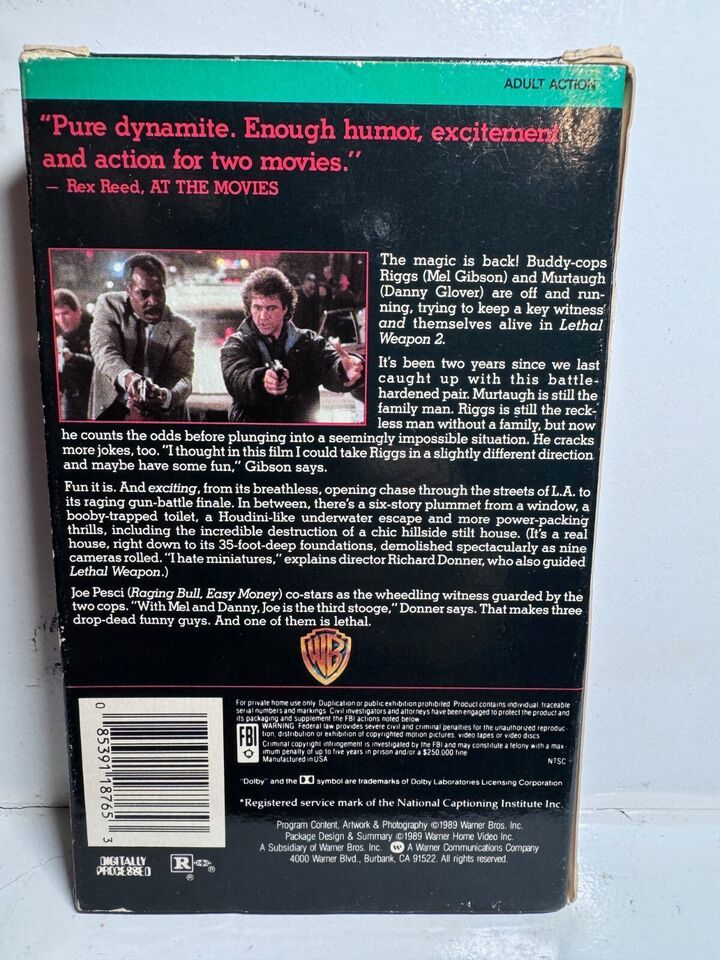 ADULT ACTION
“Pure dynamite. Enough humor, excitement
and action for two movies.”
— Rex Reed, AT THE MOVIES
The magic is back! Buddy-cops
Riggs (Mel Gibson) and Murtaugh
(Danny Glover) are off and run-
ning, trying to keep a key witness
and themselves alive in Lethal
Weapon 2.
It's been two years since we last
caught up with this battle-
hardened pair. Murtaugh is still the
family man. Riggs is still the reck-
less man without a family, but now
he counts the odds before plunging into a seemingly impossible situation. He cracks
more jokes, too. “I thought in this film I could take Riggs in a slightly different direction
and maybe have some fun,” Gibson says.
Fun it is. And exciting, from its breathless, opening chase through the streets of L.A. to
its raging gun-battle finale. In between, there's a six-story plummet from a window, a
booby-trapped toilet, a Houdini-like underwater escape and more power-packing
thrills, including the incredible destruction of a chic hillside stilt house. (It's a real
house, right down to its 35-foot-deep foundations, demolished spectacularly as nine
cameras rolled. “I hate miniatures,” explains director Richard Donner, who also guided
Lethal Weapon.)
Joe Pesci (Raging Bull, Easy Money) co-stars as the wheedling witness guarded by the
two cops. “With Mel and Danny, Joe is the third stooge,” Donner says. That makes three
drop-dead funny guys. And one of them is lethal.
WB
For private home use only. Duplication or public exhibition prohibited. Product contains individual, traceable
serial numbers and markings. Civil investigators and attorneys have been engaged to protect the product and
its packaging and supplement the FBI actions noted below.
FBI
WARNING: Federal law provides severe civil and criminal penalties for the unauthorized reproduc-
tion, distribution or exhibition of copyrighted motion pictures, video tapes or video discs.
Criminal copyright infringement is investigated by the FBI and may constitute a felony with a max-
imum penalty of up to five years in prison and/or a $250,000 fine.
Manufactured in USA
NTSC
“Dolby” and the symbol are trademarks of Dolby Laboratories Licensing Corporation
*Registered service mark of the National Captioning Institute Inc.
Program Content, Artwork & Photography ©1989 Warner Bros. Inc.
Package Design & Summary ©1989 Warner Home Video Inc.
A Subsidiary of Warner Bros. Inc. A Warner Communications Company
4000 Warner Blvd., Burbank, CA 91522. All rights reserved.
0 85391 18765 3
DIGITALLY
PROCESSED
R